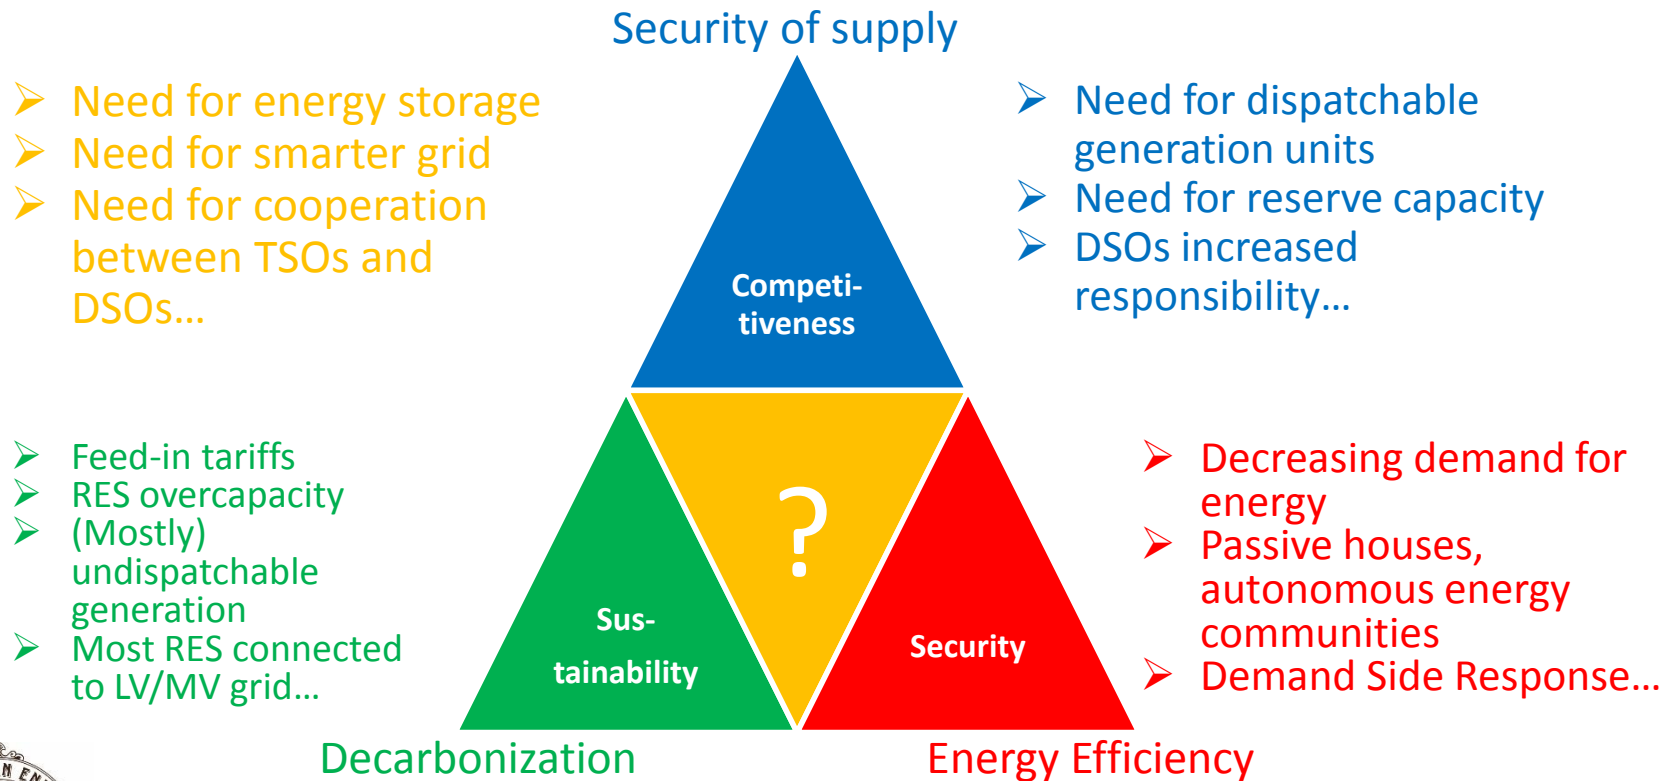 Security of supply
➢ Need for energy storage
➢ Need for smarter grid
➢ Need for cooperation
between TSOs and
DSOs…
➢ Need for dispatchable
generation units
➢ Need for reserve capacity
➢ DSOs increased
responsibility…
Competi-
tiveness
➢ Feed-in tariffs
➢ RES overcapacity
➢ (Mostly)
undispatchable
generation
➢ Most RES connected
to LV/MV grid…
?
Sus-
tainability
Security
➢ Decreasing demand for
energy
➢ Passive houses,
autonomous energy
communities
➢ Demand Side Response…
Decarbonization
Energy Efficiency